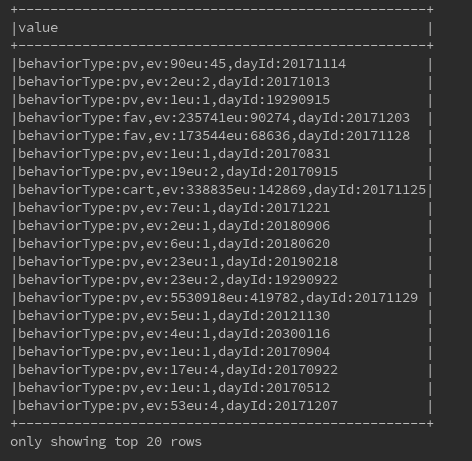 +---------------------------------------------------+
|value                                              |
+---------------------------------------------------+
|behaviorType:pv,ev:90eu:45,dayId:20171114          |
|behaviorType:pv,ev:2eu:2,dayId:20171013            |
|behaviorType:pv,ev:1eu:1,dayId:19290915            |
|behaviorType:fav,ev:235741eu:90274,dayId:20171203  |
|behaviorType:fav,ev:173544eu:68636,dayId:20171128  |
|behaviorType:pv,ev:1eu:1,dayId:20170831            |
|behaviorType:pv,ev:19eu:2,dayId:20170915           |
|behaviorType:cart,ev:338835eu:142869,dayId:20171125|
|behaviorType:pv,ev:7eu:1,dayId:20171221            |
|behaviorType:pv,ev:2eu:1,dayId:20180906            |
|behaviorType:pv,ev:6eu:1,dayId:20180620            |
|behaviorType:pv,ev:23eu:1,dayId:20190218           |
|behaviorType:pv,ev:23eu:2,dayId:19290922           |
|behaviorType:pv,ev:5530918eu:419782,dayId:20171129 |
|behaviorType:pv,ev:5eu:1,dayId:20121130            |
|behaviorType:pv,ev:4eu:1,dayId:20300116            |
|behaviorType:pv,ev:1eu:1,dayId:20170904            |
|behaviorType:pv,ev:17eu:4,dayId:20170922           |
|behaviorType:pv,ev:1eu:1,dayId:20170512            |
|behaviorType:pv,ev:53eu:4,dayId:20171207           |
+---------------------------------------------------+
only showing top 20 rows